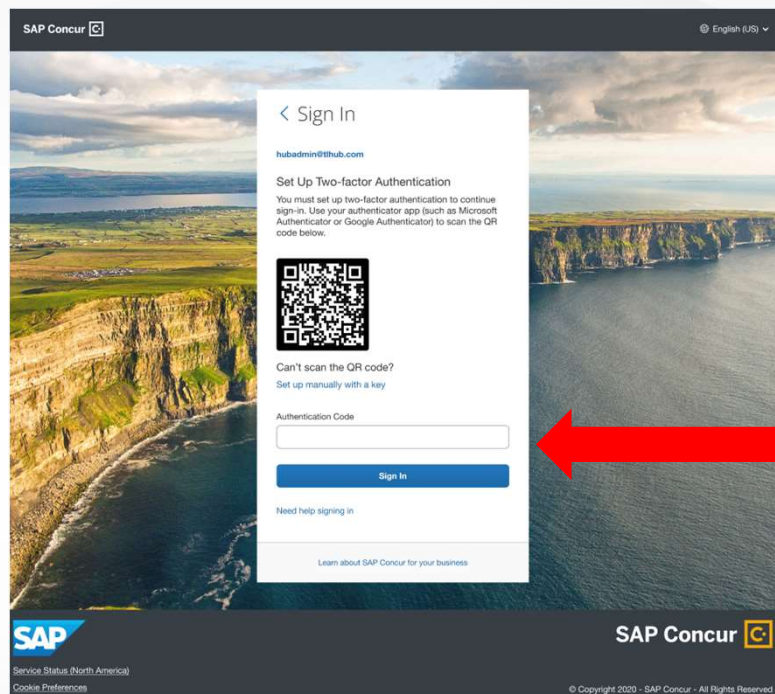 SAP Concur C
English (US)
Sign In
hubadmin@tlhub.com
Set Up Two-factor Authentication
You must set up two-factor authentication to continue
sign-in. Use your authenticator app (such as Microsoft
Authenticator or Google Authenticator) to scan the QR
code below.
Can't scan the QR code?
Set up manually with a key
Authentication Code
Sign In
Need help signing in
Learn about SAP Concur for your business
SAP
SAP Concur C
Service Status (North America)
Cookie Preferences
© Copyright 2020 - SAP Concur - All Rights Reserved